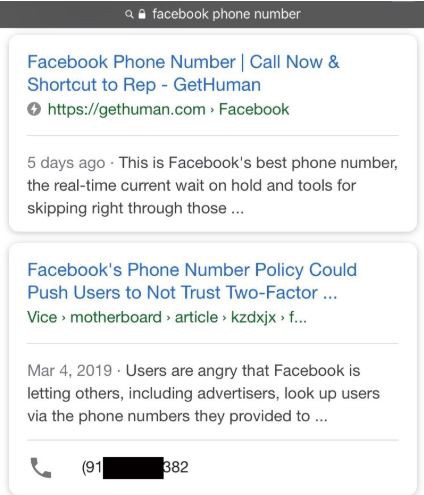 facebook phone number
Facebook Phone Number | Call Now &
Shortcut to Rep - GetHuman
https://gethuman.com › Facebook
5 days ago · This is Facebook's best phone number,
the real-time current wait on hold and tools for
skipping right through those ...
Facebook's Phone Number Policy Could
Push Users to Not Trust Two-Factor ...
Vice › motherboard › article › kzdxjx › f...
Mar 4, 2019 · Users are angry that Facebook is
letting others, including advertisers, look up users
via the phone numbers they provided to ...
(91 382